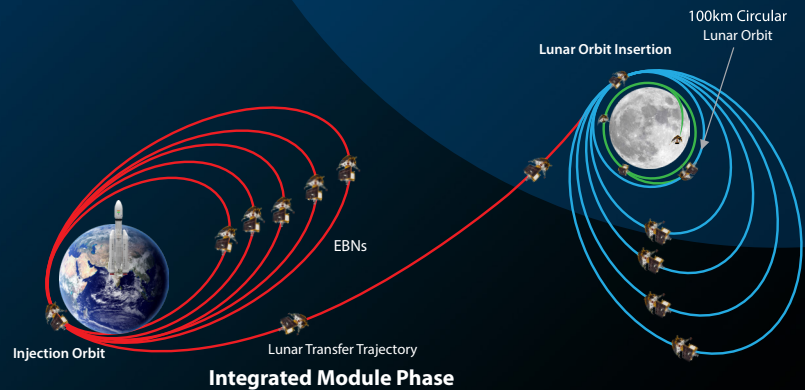 100km Circular
Lunar Orbit
Lunar Orbit Insertion
EBNs
Injection Orbit
Lunar Transfer Trajectory
Integrated Module Phase